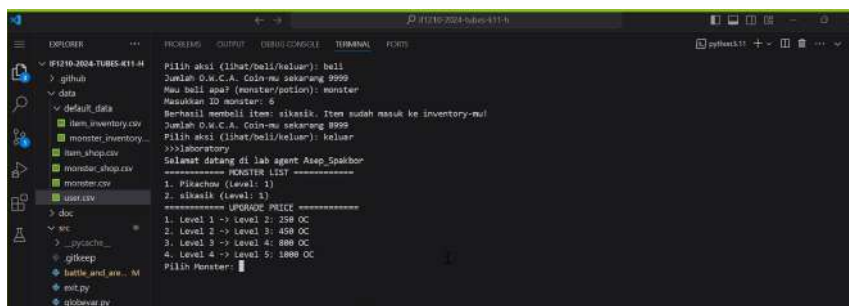 IF1210-2024-tubes-k11-h
EXPLORER
IF1210-2024-TUBES-K11-H
.github
data
default_data
item_inventory.csv
monster_inventory...
item_shop.csv
monster_shop.csv
monster.csv
user.csv
doc
src
__pycache__
.gitkeep
battle_and_are... M
exit.py
globevar.py
PROBLEMS OUTPUT DEBUG CONSOLE TERMINAL PORTS
python3.11
Pilih aksi (lihat/beli/keluar): beli
Jumlah O.W.C.A. Coin-mu sekarang 9999
Mau beli apa? (monster/potion): monster
Masukkan ID monster: 6
Berhasil membeli item: sikasik. Item sudah masuk ke inventory-mu!
Jumlah O.W.C.A. Coin-mu sekarang 8999
Pilih aksi (lihat/beli/keluar): keluar
>>>laboratory
Selamat datang di lab agent Asep_Spakbor
============ MONSTER LIST ============
1. Pikachow (Level: 1)
2. sikasik (Level: 1)
============ UPGRADE PRICE ============
1. Level 1 -> Level 2: 250 OC
2. Level 2 -> Level 3: 450 OC
3. Level 3 -> Level 4: 800 OC
4. Level 4 -> Level 5: 1000 OC
Pilih Monster: